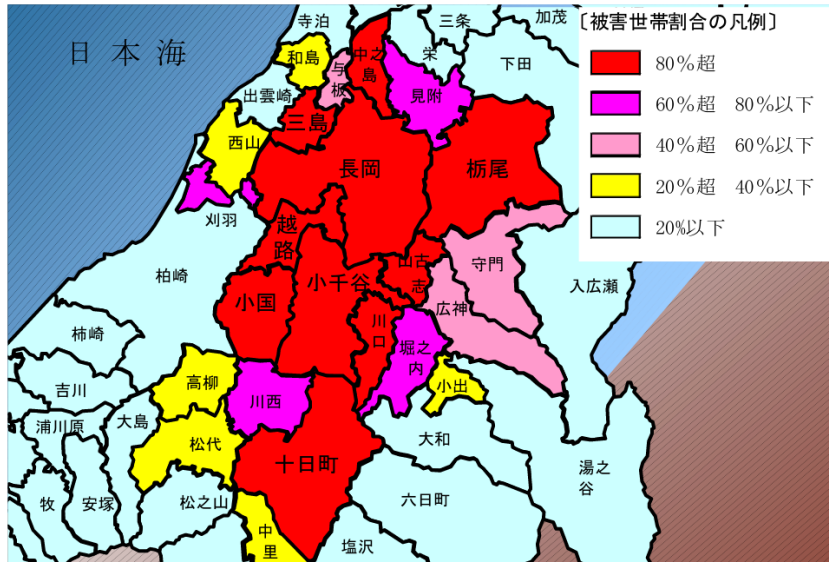 寺泊
三条
加茂
〔被害世帯割合の凡例〕
日本海
和島
与板
中之島
栄
下田
80%超
出雲崎
見附
60%超 80%以下
三島
西山
長岡
栃尾
40%超 60%以下
20%超 40%以下
刈羽
越路
20%以下
柏崎
山古志
守門
小千谷
入広瀬
小国
広神
川口
柿崎
堀之内
高柳
小出
吉川
川西
浦川原
大島
松代
大和
十日町
湯之谷
牧
安塚
松之山
六日町
中里
塩沢